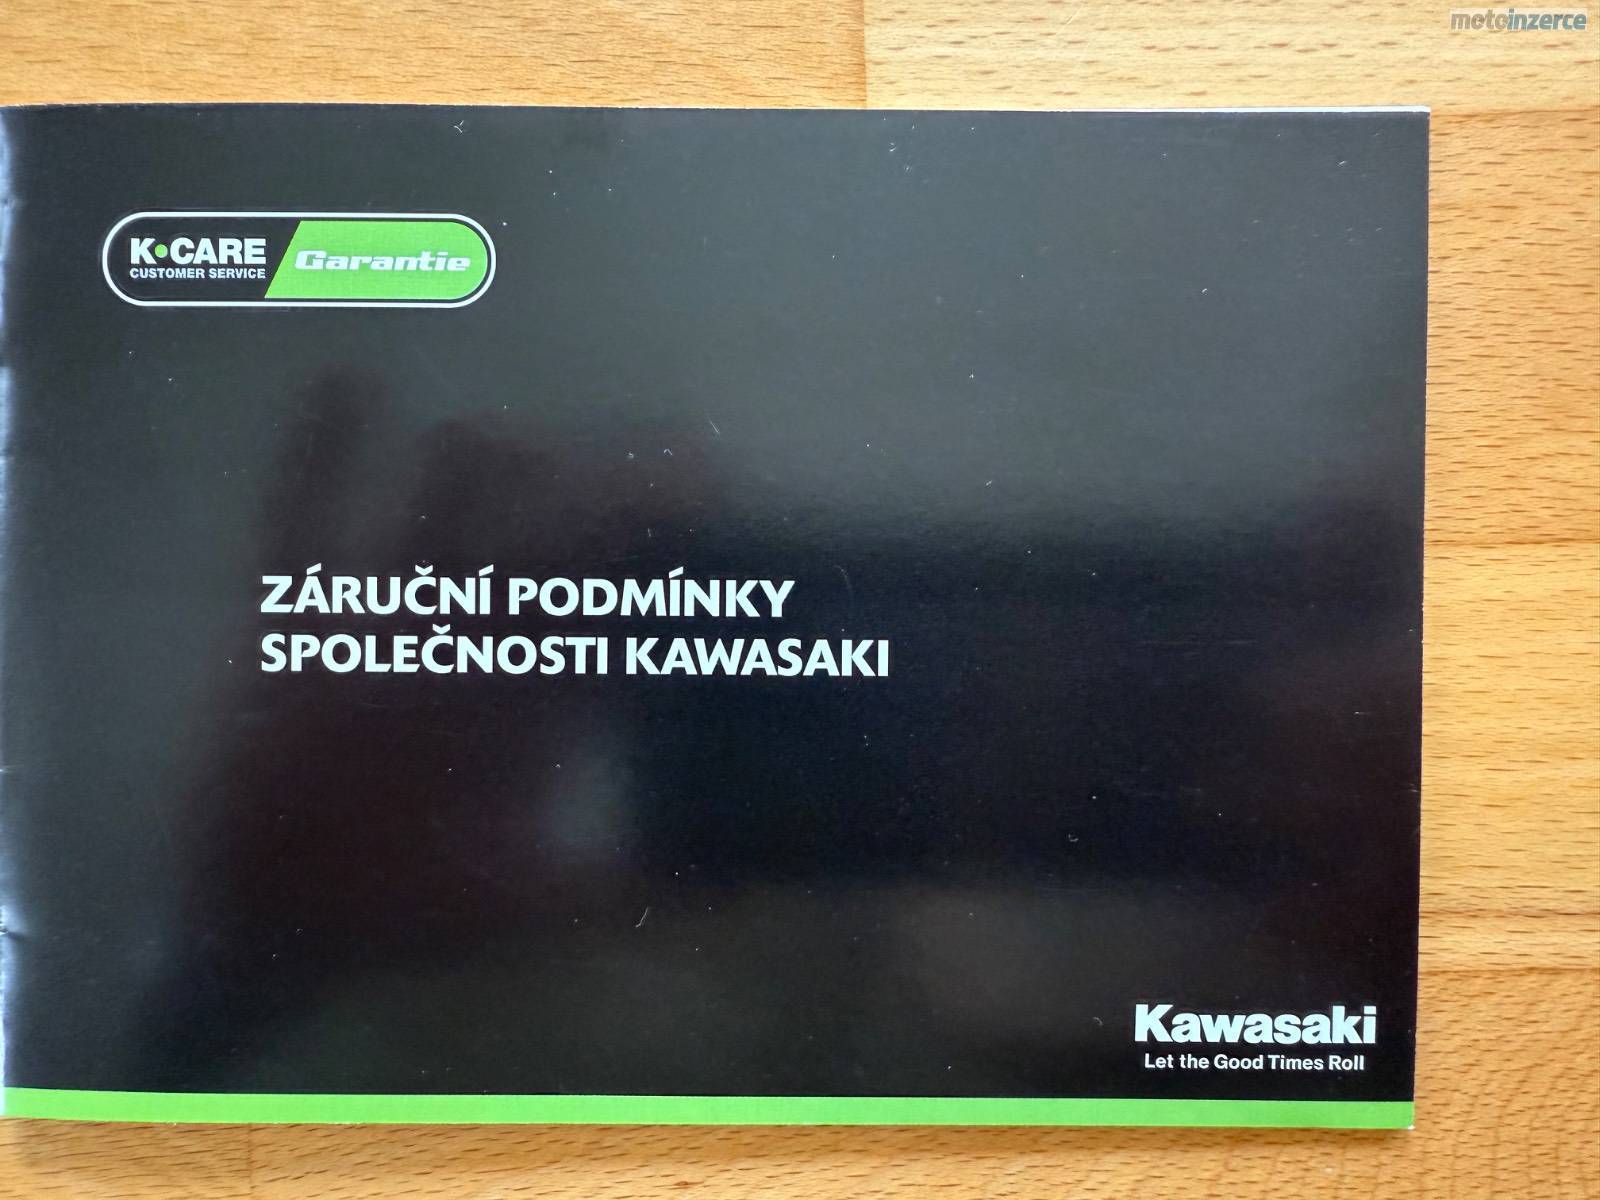 motoinzerce
K•CARE
CUSTOMER SERVICE
Garantie
ZÁRUČNÍ PODMÍNKY
SPOLEČNOSTI KAWASAKI
Kawasaki
Let the Good Times Roll